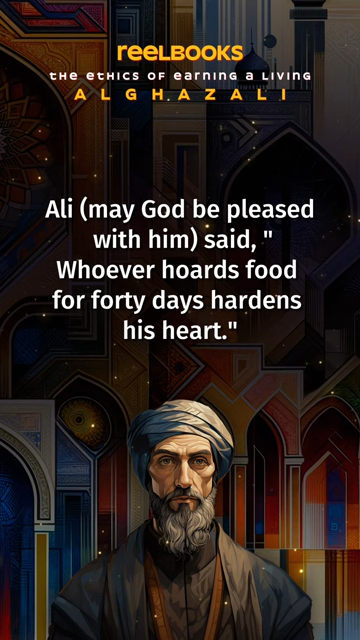 reelBOOKS
the ethics of earning a living
ALGHAZALI
Ali (may God be pleased
with him) said, "
Whoever hoards food
for forty days hardens
his heart."